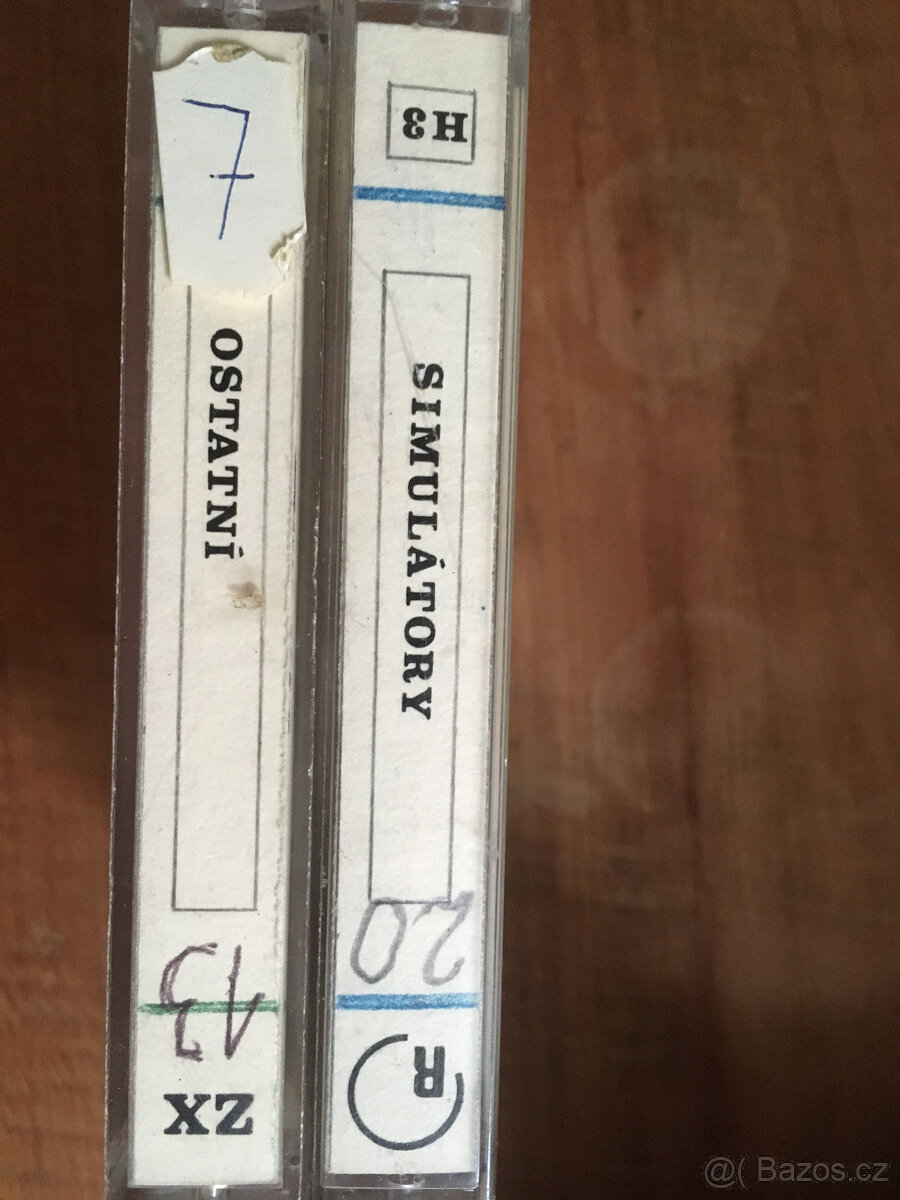 7
OSTATNÍ
13
ZX
H3
SIMULÁTORY
20
R
@( Bazos.cz